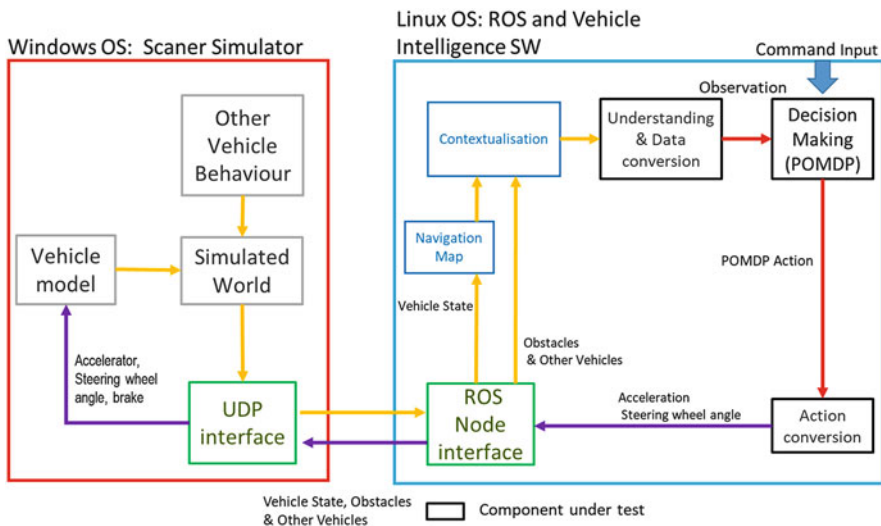 Windows OS: Scaner Simulator
Other
Vehicle
Behaviour
Vehicle
model
Simulated
World
Accelerator,
Steering wheel
angle, brake
UDP
interface
Linux OS: ROS and Vehicle
Intelligence SW
Command Input
Observation
Contextualisation
Understanding
& Data
conversion
Decision
Making
(POMDP)
Navigation
Map
POMDP Action
Vehicle State
Obstacles
& Other Vehicles
ROS
Node
interface
Acceleration
Steering wheel angle
Action
conversion
Vehicle State, Obstacles
& Other Vehicles
Component under test